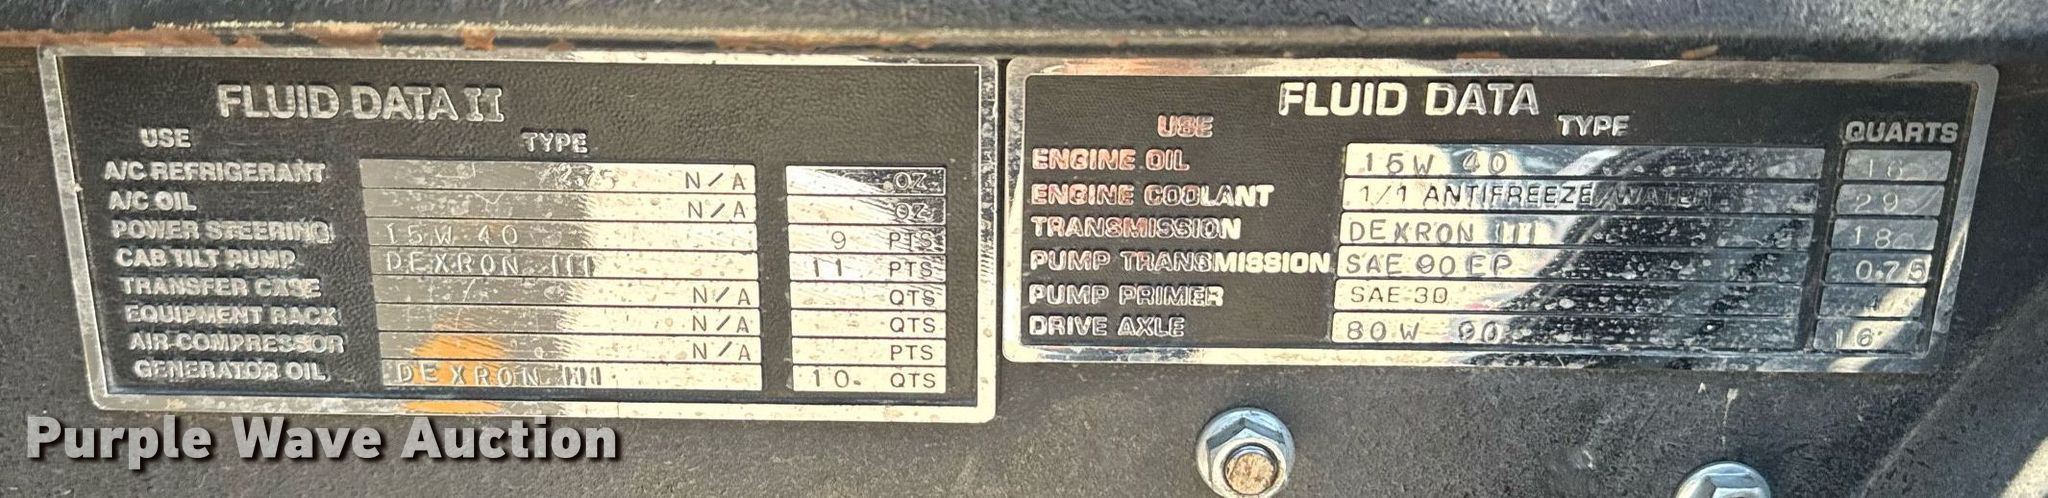 FLUID DATA II
USE TYPE
A/C REFRIGERANT N/A OZ
A/C OIL N/A OZ
POWER STEERING 15W 40 9 PTS
CAB TILT PUMP DEXRON III 11 PTS
TRANSFER CASE N/A QTS
EQUIPMENT RACK N/A QTS
AIR COMPRESSOR N/A PTS
GENERATOR OIL DEXRON III 10 QTS
FLUID DATA
USE TYPE QUARTS
ENGINE OIL 15W 40 16
ENGINE COOLANT 1/1 ANTIFREEZE/WATER 29
TRANSMISSION DEXRON III 18
PUMP TRANSMISSION SAE 90 EP 0.75
PUMP PRIMER SAE 30
DRIVE AXLE 80W 90 16
Purple Wave Auction